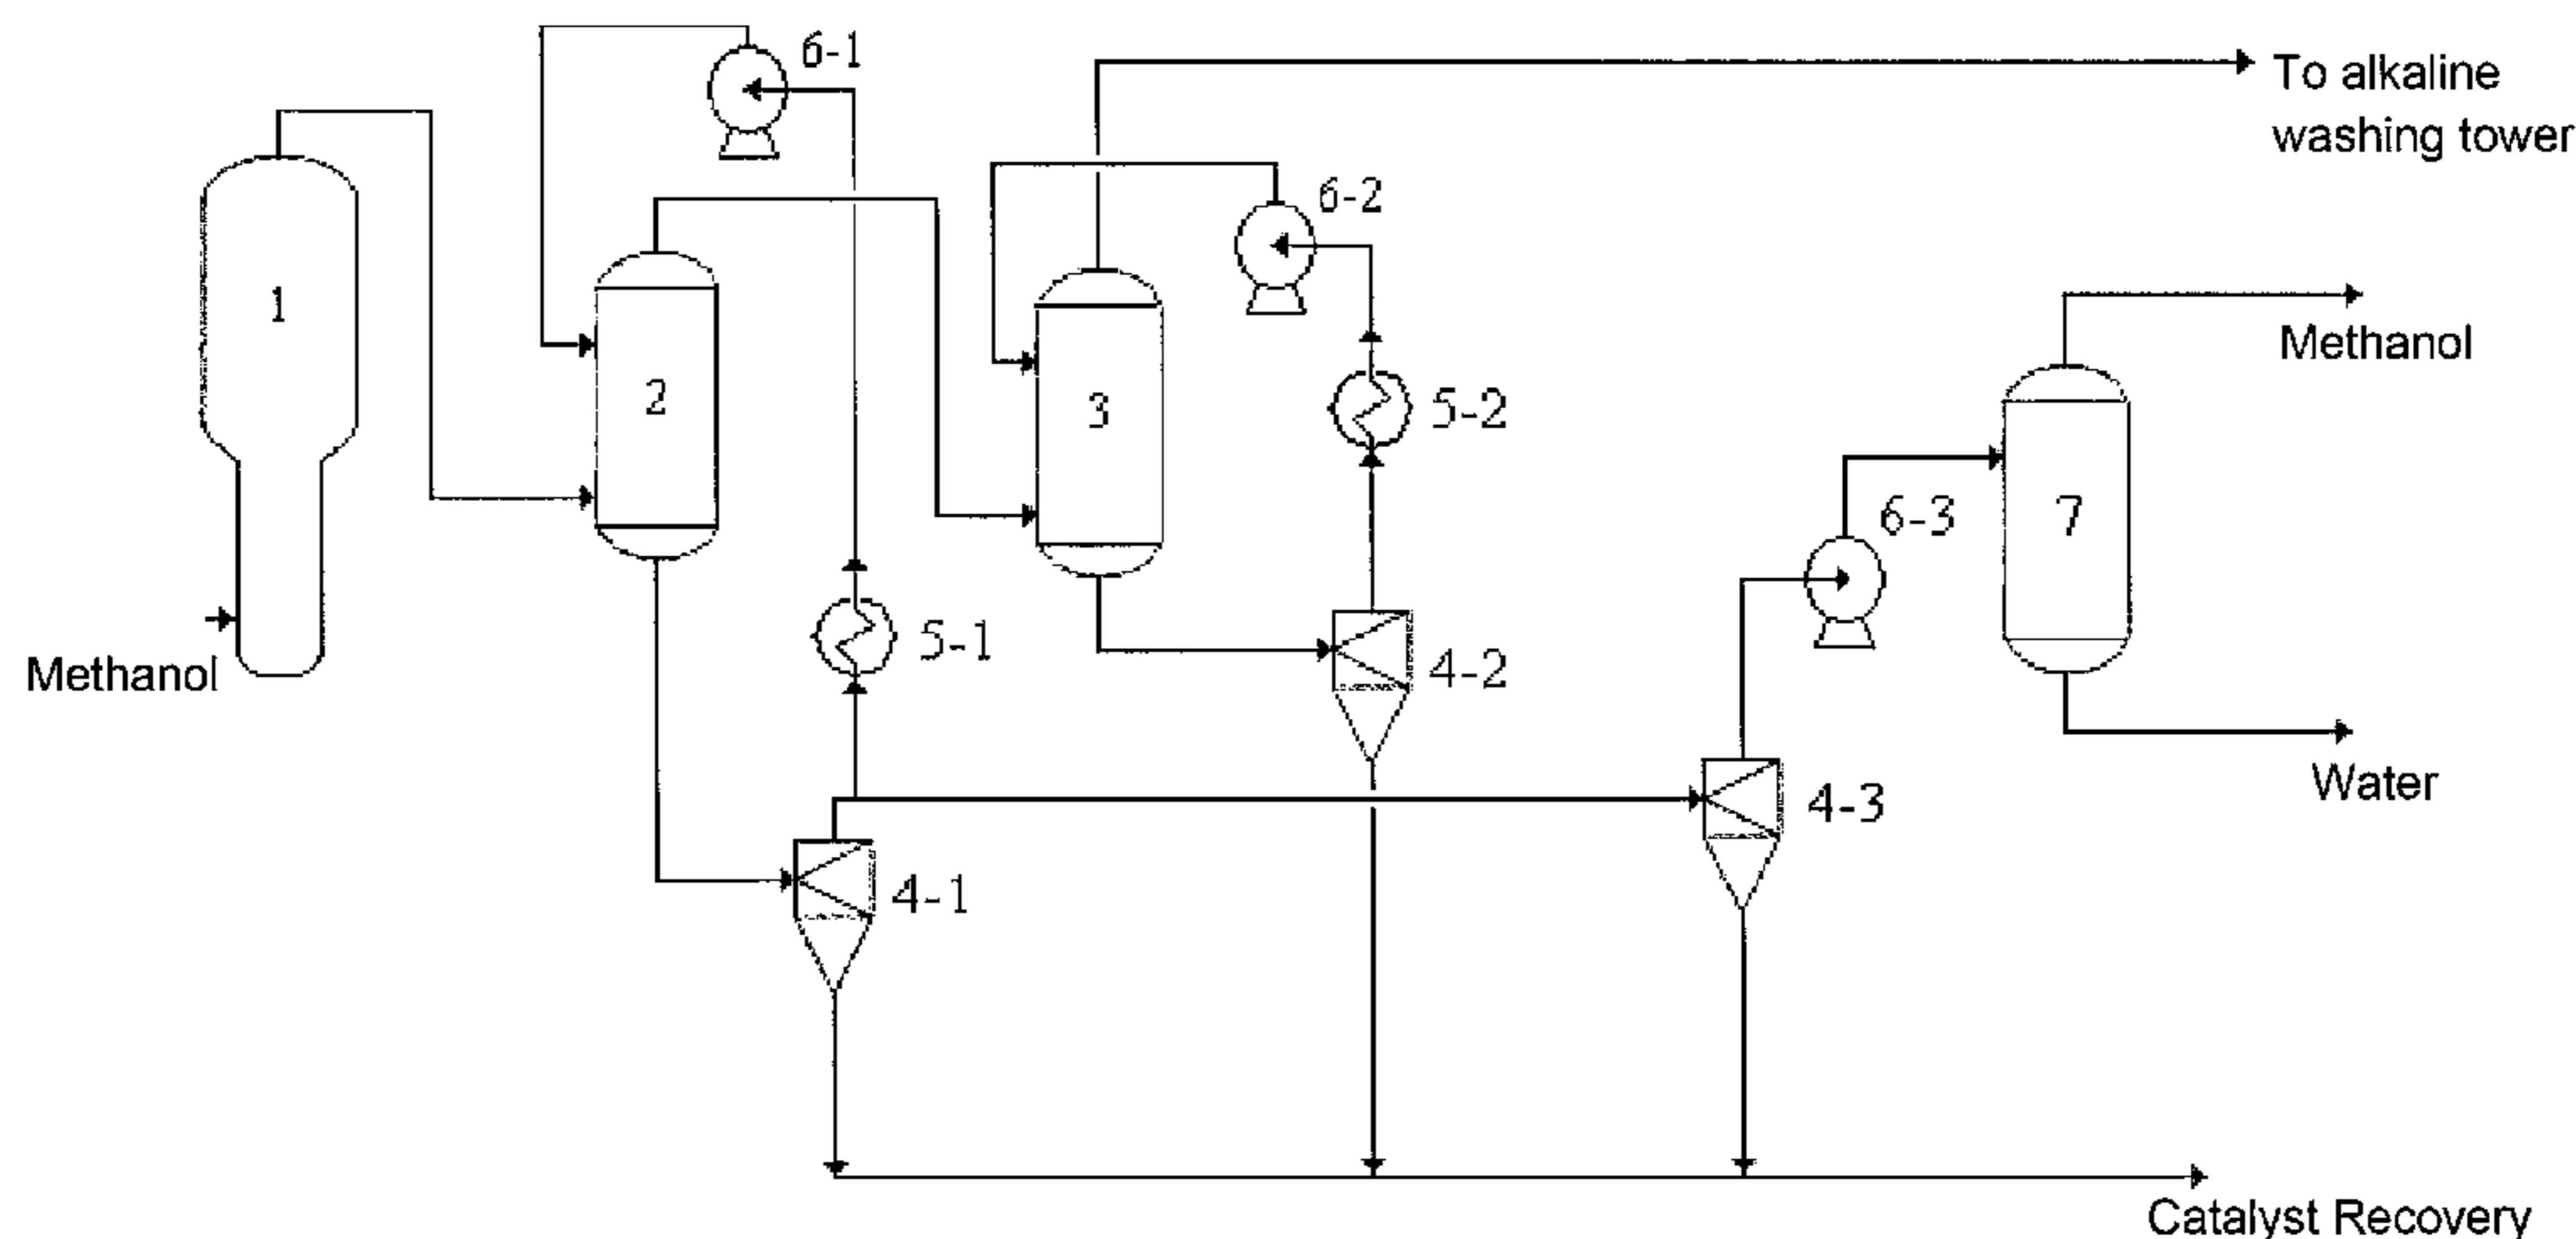 6-1
To alkaline
washing tower
6-2
1
Methanol
2
3
5-2
6-3
7
5-1
Methanol
4-2
Water
4-3
4-1
Catalyst Recovery